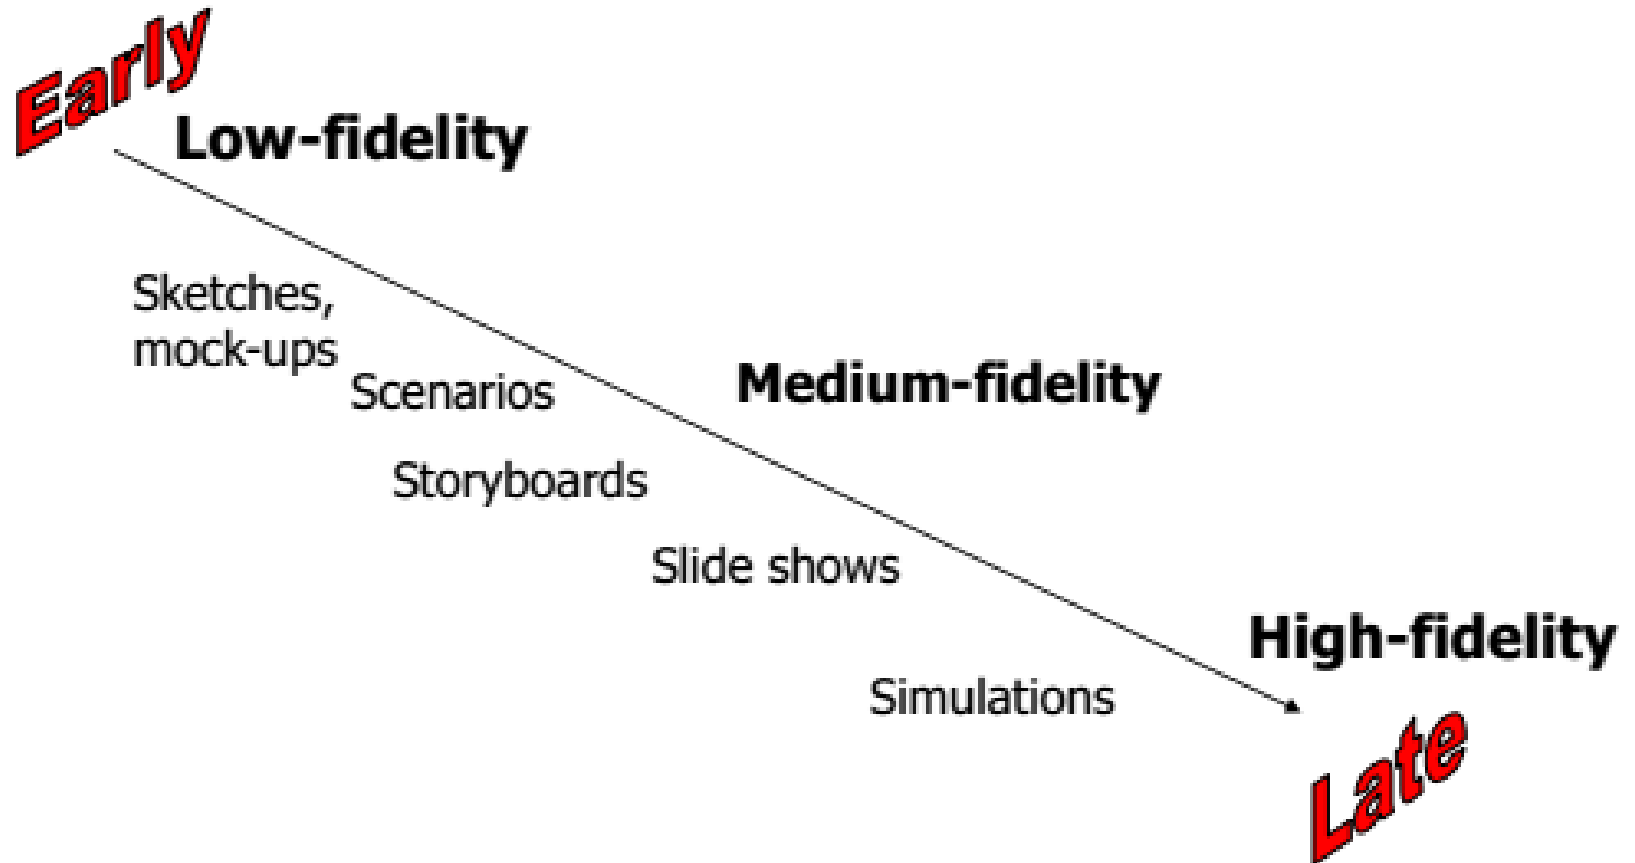 Early
Low-fidelity
Sketches,
mock-ups
Scenarios
Medium-fidelity
Storyboards
Slide shows
High-fidelity
Simulations
Late